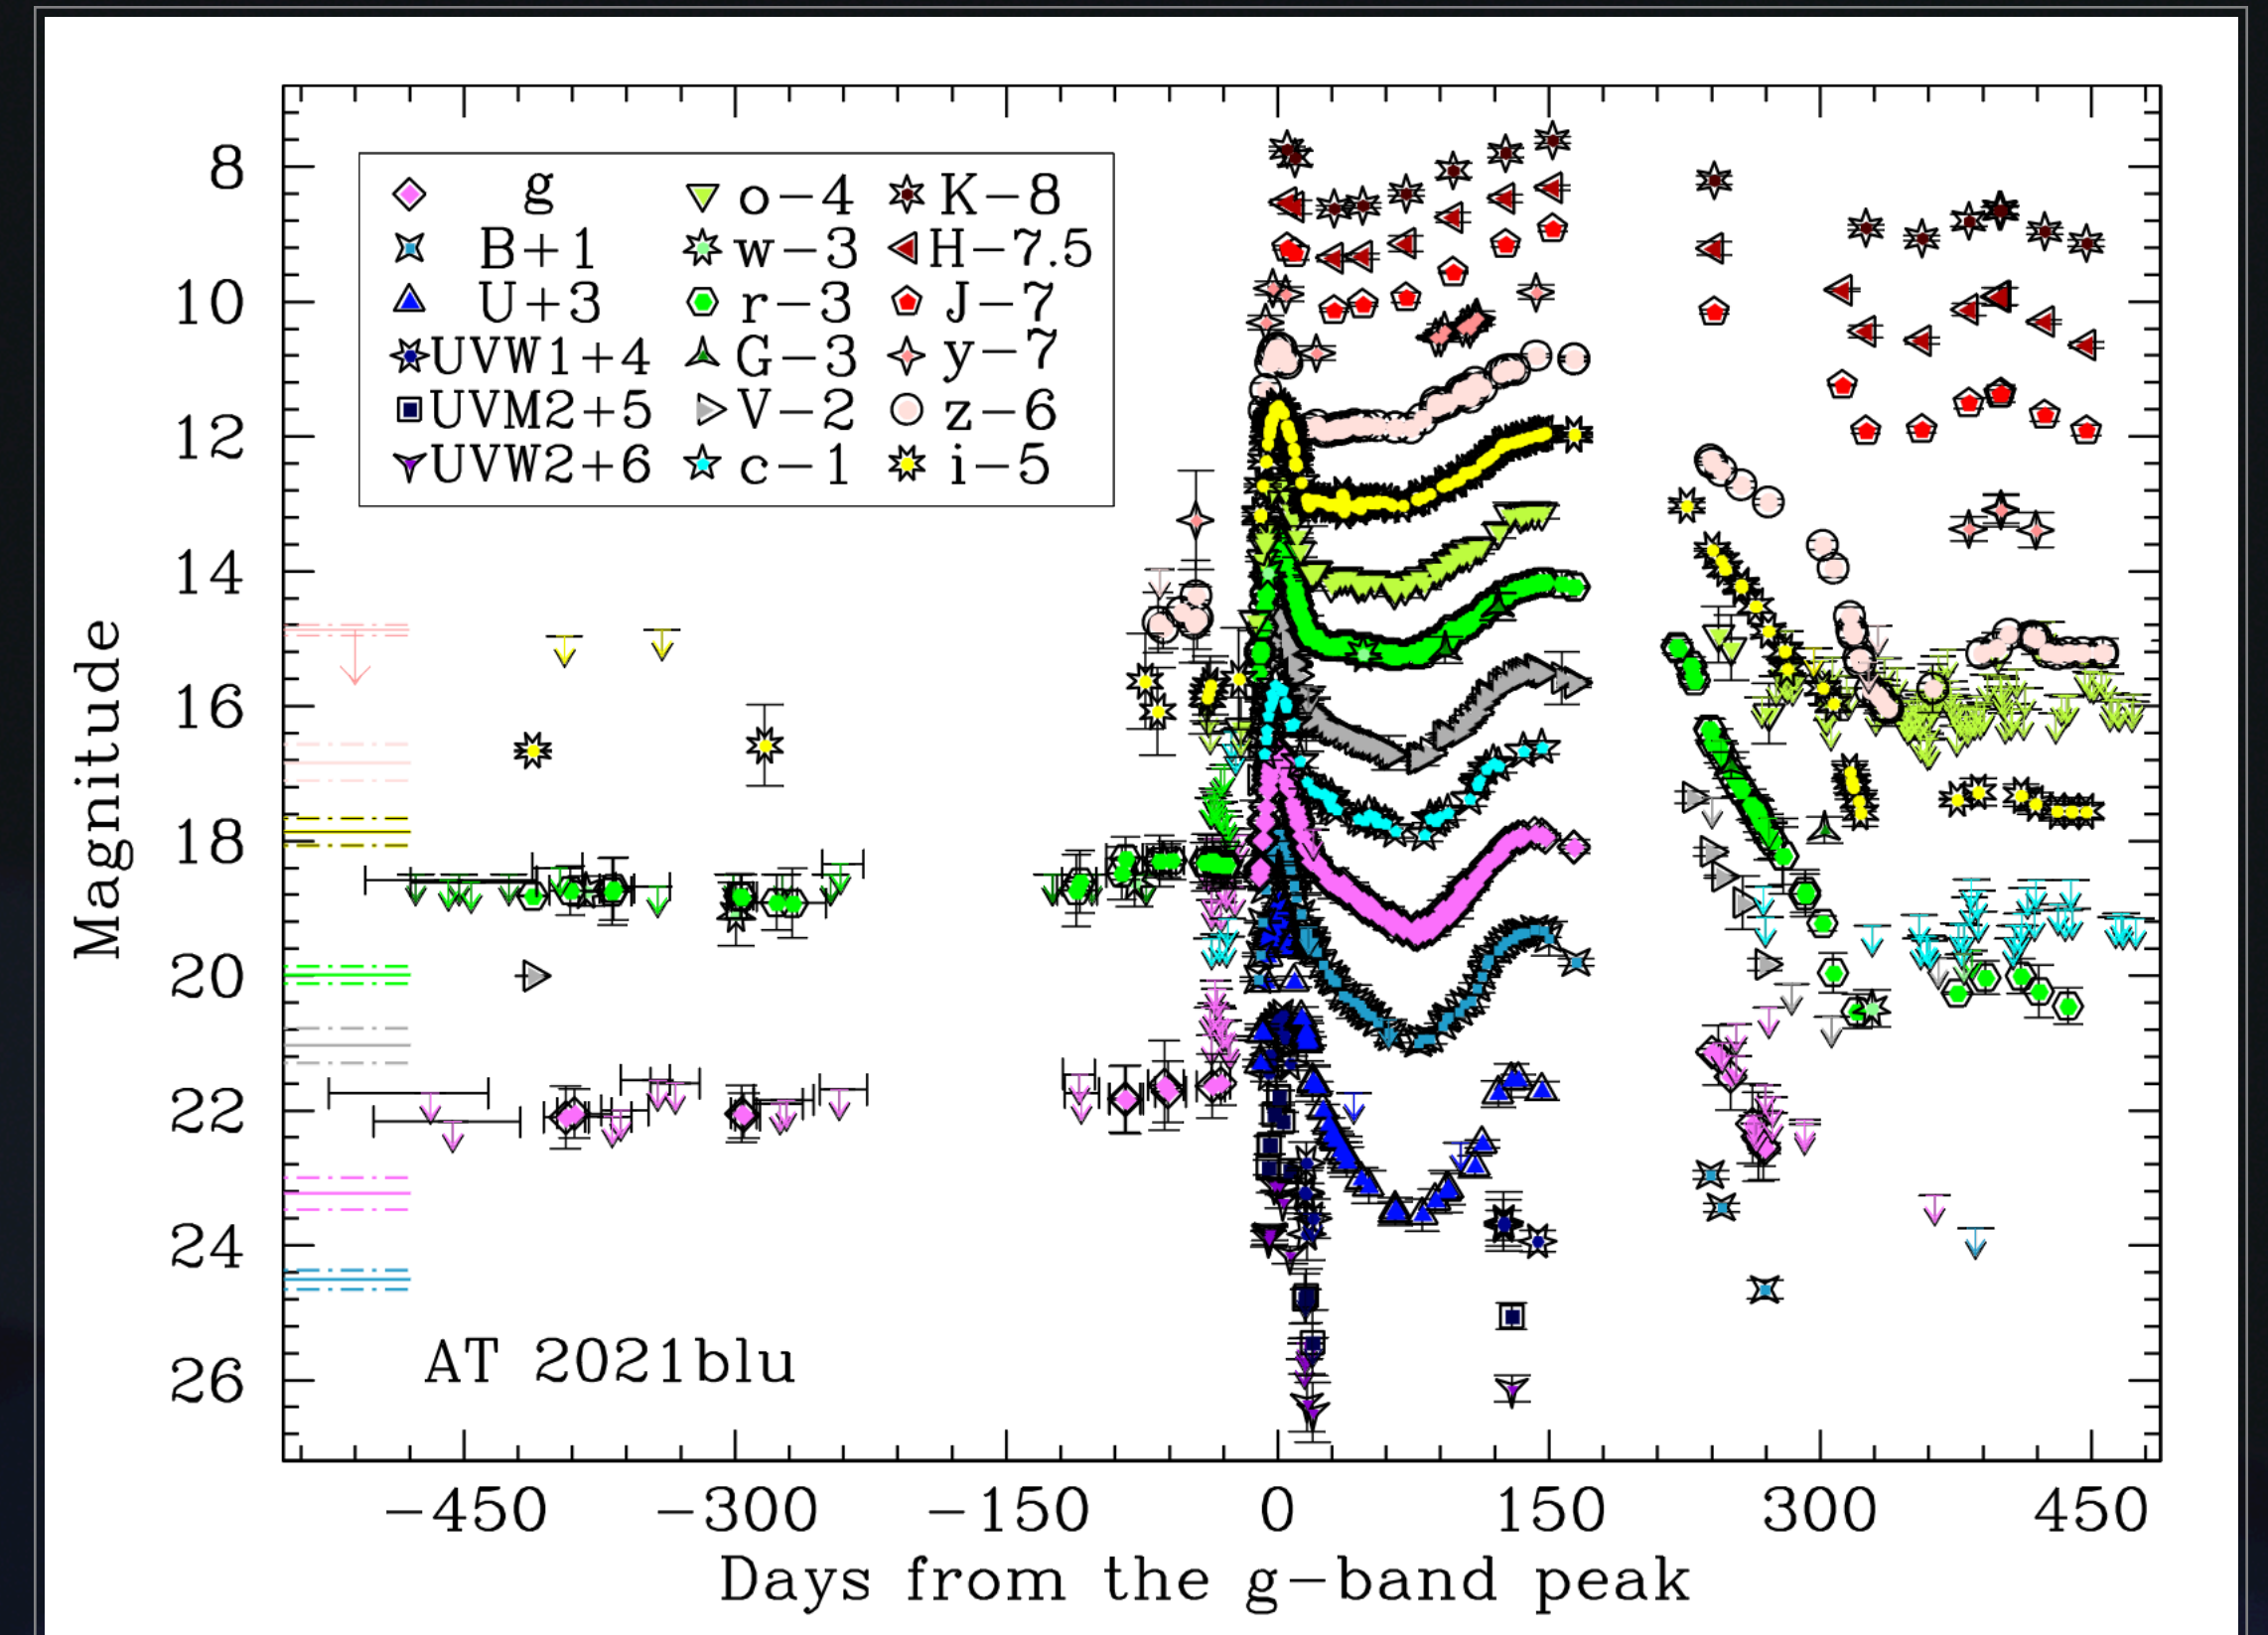 8
10
12
14
16
18
20
22
24
26
Magnitude
g o−4 K−8
B+1 w−3 H−7.5
U+3 r−3 J−7
UVW1+4 G−3 y−7
UVM2+5 V−2 z−6
UVW2+6 c−1 i−5
AT 2021blu
−450 −300 −150 0 150 300 450
Days from the g−band peak